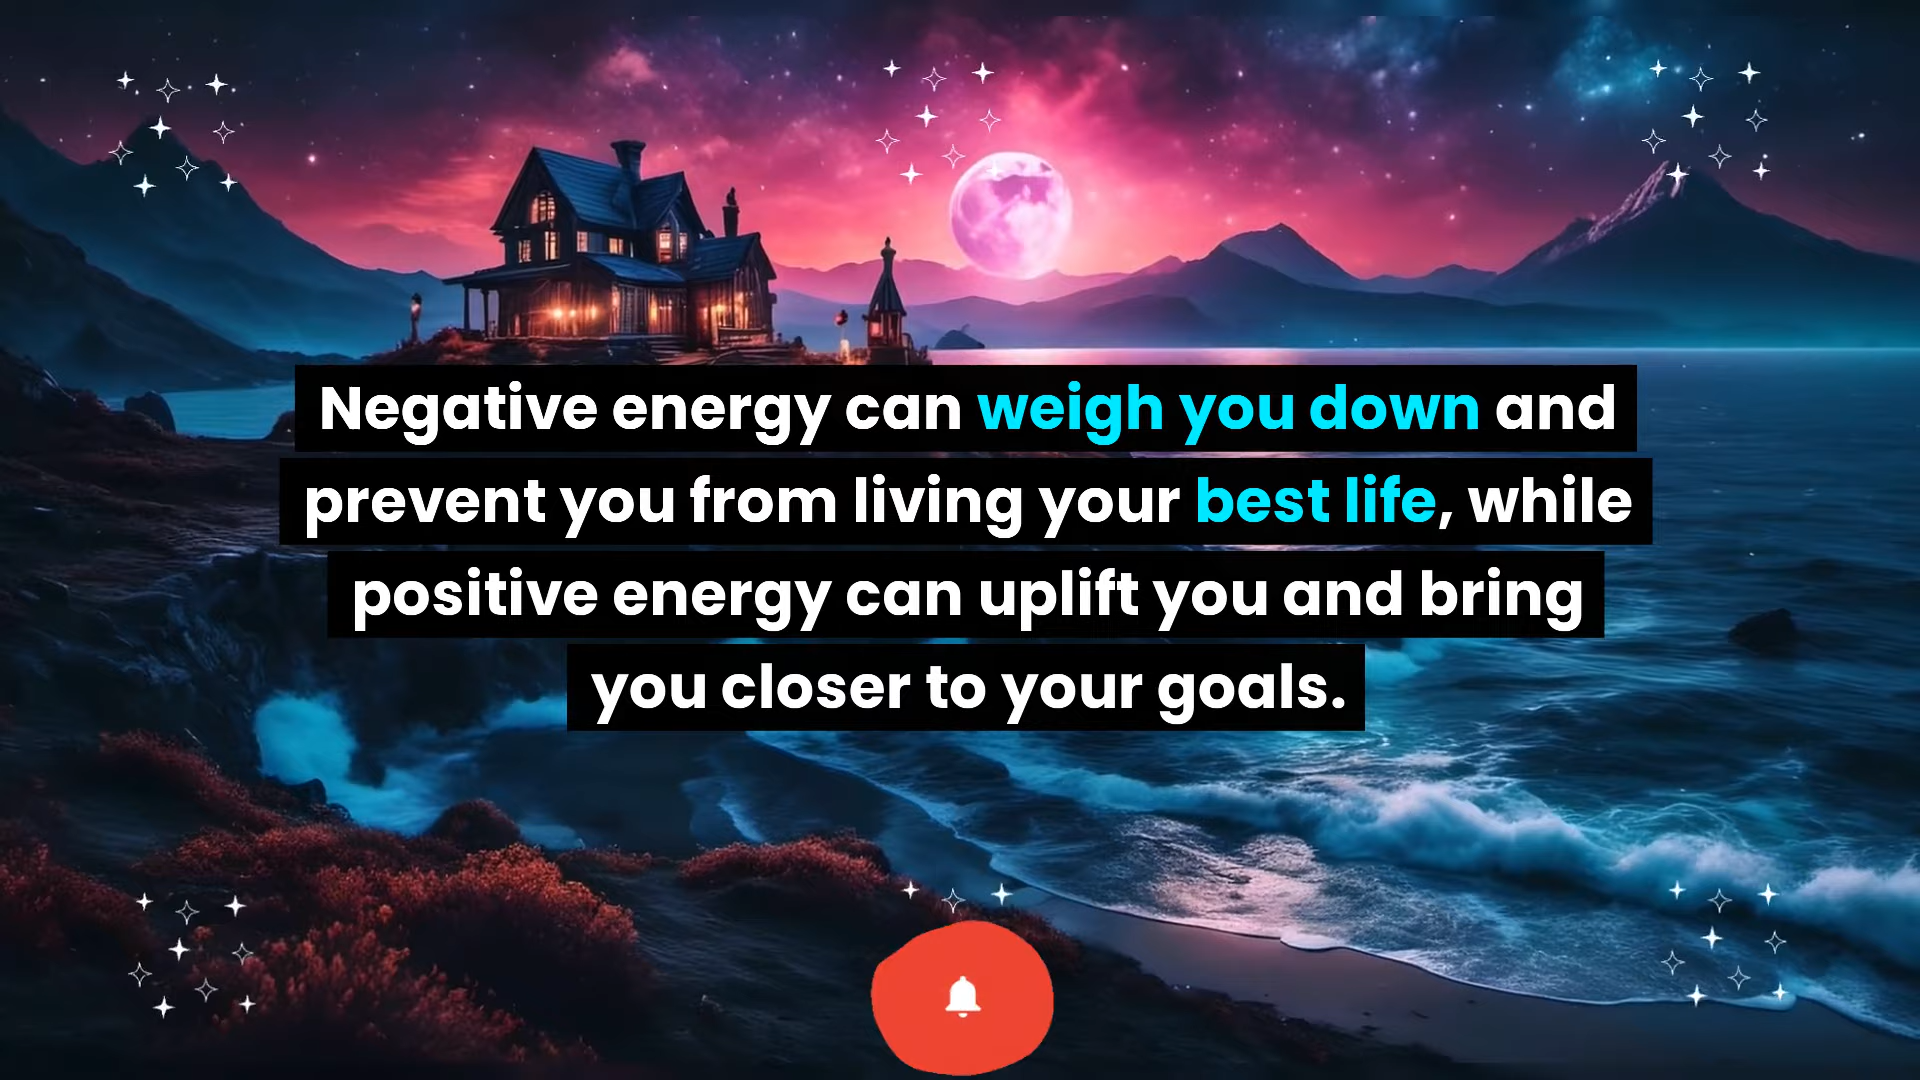 Negative energy can weigh you down and
prevent you from living your best life, while
positive energy can uplift you and bring
you closer to your goals.